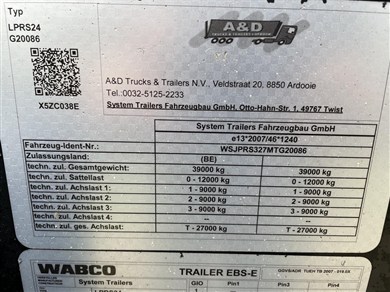 Typ
LPRS24
G20086
A&D
TRUCKS & TRAILERS
X5ZC038E
A&D Trucks & Trailers N.V., Veldstraat 20, 8850 Ardooie
Tel.:0032-5125-2233
System Trailers Fahrzeugbau GmbH, Otto-Hahn-Str. 1, 49767 Twist
System Trailers Fahrzeugbau GmbH
e13*2007/46*1240
Fahrzeug-Ident-Nr.: WSJPRS327MTG20086
Zulassungsland: (BE)
techn. zul. Gesamtgewicht: 39000 kg 39000 kg
techn. zul. Sattellast 0 - 12000 kg 0 - 12000 kg
techn. zul. Achslast 1: 1 - 9000 kg 1 - 9000 kg
techn. zul. Achslast 2: 2 - 9000 kg 2 - 9000 kg
techn. zul. Achslast 3: 3 - 9000 kg 3 - 9000 kg
techn. zul. Achslast 4: - -
techn. zul. ges. Achslast: T - 27000 kg T - 27000 kg
WABCO TRAILER EBS-E
System Trailers GIO Pin1 Pin3 Pin4
LPRS24 1